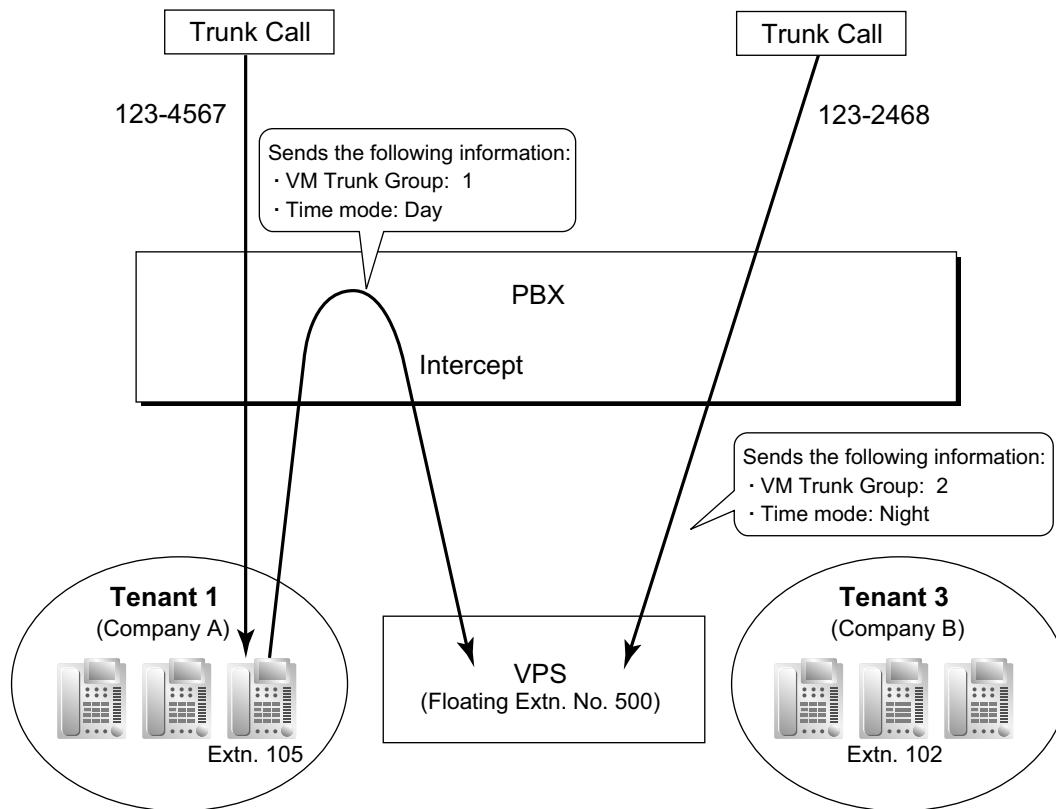 Trunk Call
Trunk Call
123-4567
123-2468
Sends the following information:
· VM Trunk Group: 1
· Time mode: Day
PBX
Intercept
Sends the following information:
· VM Trunk Group: 2
· Time mode: Night
Tenant 1
(Company A)
Extn. 105
VPS
(Floating Extn. No. 500)
Tenant 3
(Company B)
Extn. 102